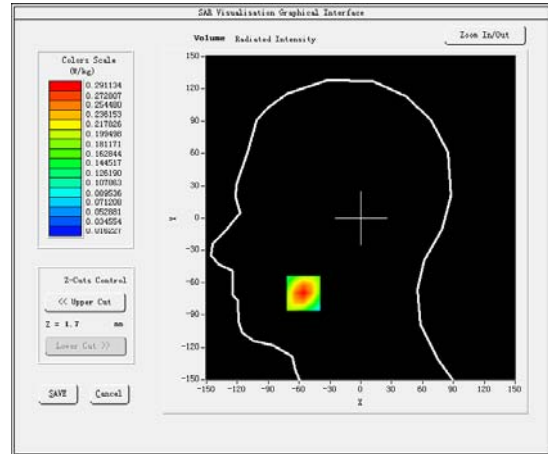 SAR Visualisation Graphical Interface
Volume Radiated Intensity
Zoom In/Out
Colors Scale
(W/kg)
0.291134
0.272807
0.254480
0.236153
0.217826
0.199498
0.181171
0.162844
0.144517
0.126190
0.107863
0.089536
0.071208
0.052881
0.034554
0.016227
Z-Cuts Control
<< Upper Cut
Z = 1.7 mm
Lower Cut >>
SAVE
Cancel
150
120
90
60
30
0
-30
-60
-90
-120
-150
Y
-150 -120 -90 -60 -30 0 30 60 90 120 150
X